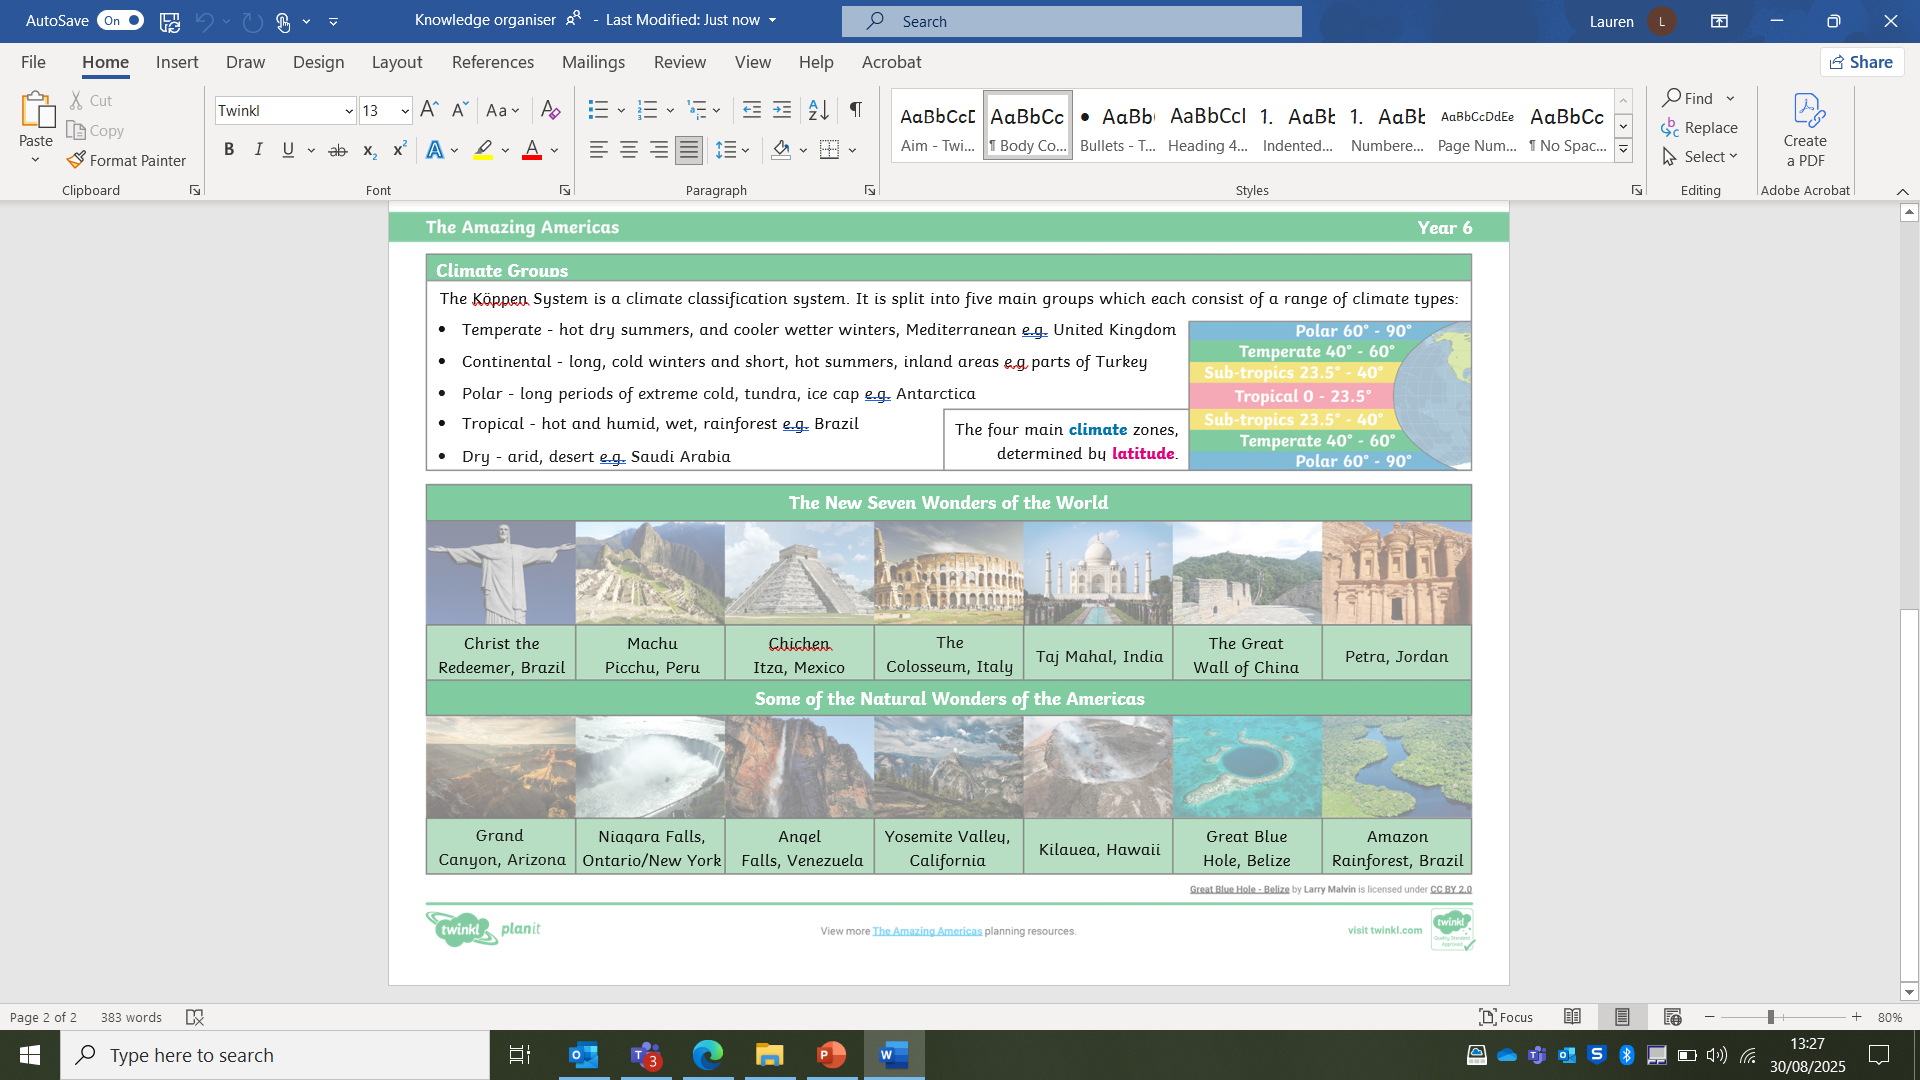 AutoSave On Knowledge organiser - Last Modified: Just now Search Lauren L
File Home Insert Draw Design Layout References Mailings Review View Help Acrobat Share
Paste Cut Copy Format Painter
Clipboard
Twinkl 13
Font
Paragraph
AaBbCcD AaBbCc AaBb AaBbCcI 1. AaBb 1. AaBb AaBbCcDdEe AaBbCc
Aim - Twi... ¶ Body Co... Bullets - T... Heading 4... Indented... Numbere... Page Num... ¶ No Spac...
Styles
Find
Replace
Select
Editing
Create
a PDF
Adobe Acrobat
The Amazing Americas Year 6
Climate Groups
The Köppen System is a climate classification system. It is split into five main groups which each consist of a range of climate types:
• Temperate - hot dry summers, and cooler wetter winters, Mediterranean e.g. United Kingdom
• Continental - long, cold winters and short, hot summers, inland areas e.g parts of Turkey
• Polar - long periods of extreme cold, tundra, ice cap e.g. Antarctica
• Tropical - hot and humid, wet, rainforest e.g. Brazil
• Dry - arid, desert e.g. Saudi Arabia
The four main climate zones,
determined by latitude.
Polar 60° - 90°
Temperate 40° - 60°
Sub-tropics 23.5° - 40°
Tropical 0 - 23.5°
Sub-tropics 23.5° - 40°
Temperate 40° - 60°
Polar 60° - 90°
The New Seven Wonders of the World
Christ the
Redeemer, Brazil
Machu
Picchu, Peru
Chichen
Itza, Mexico
The
Colosseum, Italy
Taj Mahal, India
The Great
Wall of China
Petra, Jordan
Some of the Natural Wonders of the Americas
Grand
Canyon, Arizona
Niagara Falls,
Ontario/New York
Angel
Falls, Venezuela
Yosemite Valley,
California
Kilauea, Hawaii
Great Blue
Hole, Belize
Amazon
Rainforest, Brazil
Great Blue Hole - Belize by Larry Malvin is licensed under CC BY 2.0
twinkl planit View more The Amazing Americas planning resources. visit twinkl.com twinkl
Quality Standard
Approved
Page 2 of 2 383 words Focus 80%
Type here to search 3
13:27
30/08/2025